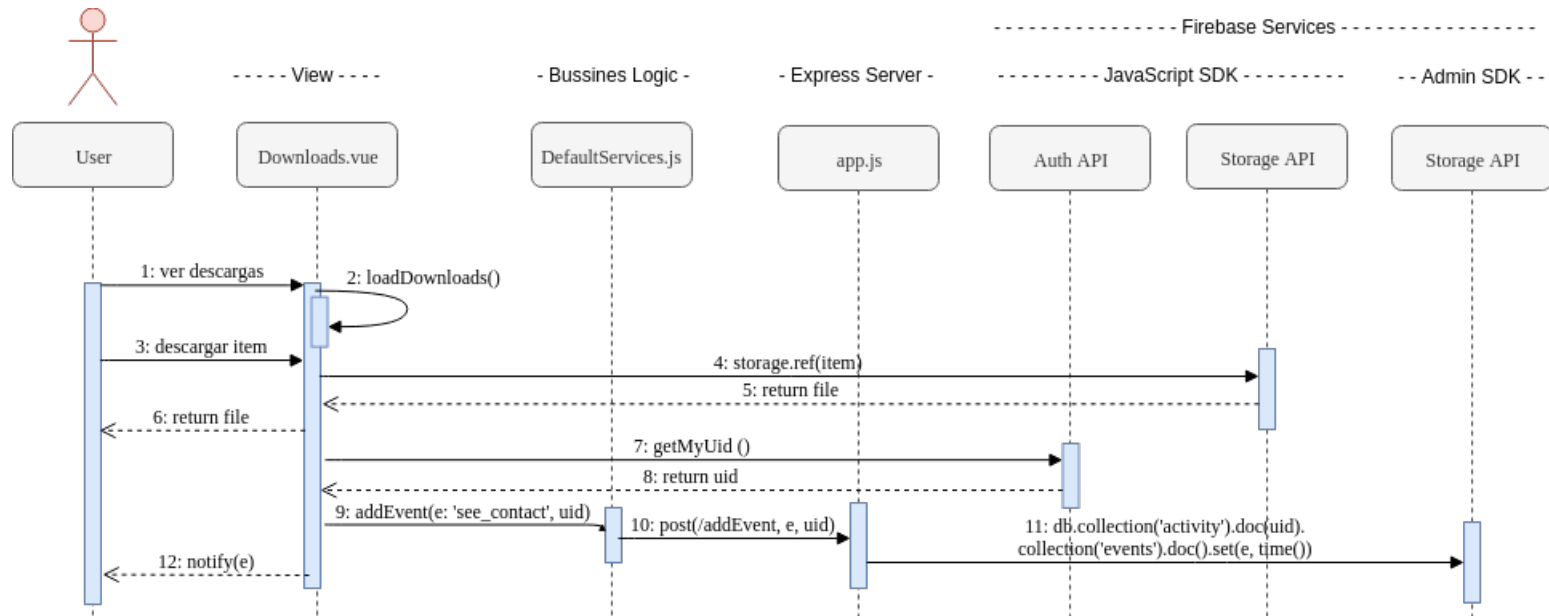 Firebase Services
View
Bussines Logic
Express Server
JavaScript SDK
Admin SDK
User
Downloads.vue
DefaultServices.js
app.js
Auth API
Storage API
Storage API
1: ver descargas
2: loadDownloads()
3: descargar item
4: storage.ref(item)
5: return file
6: return file
7: getMyUid ()
8: return uid
9: addEvent(e: 'see_contact', uid)
10: post(/addEvent, e, uid)
11: db.collection('activity').doc(uid).
collection('events').doc().set(e, time())
12: notify(e)